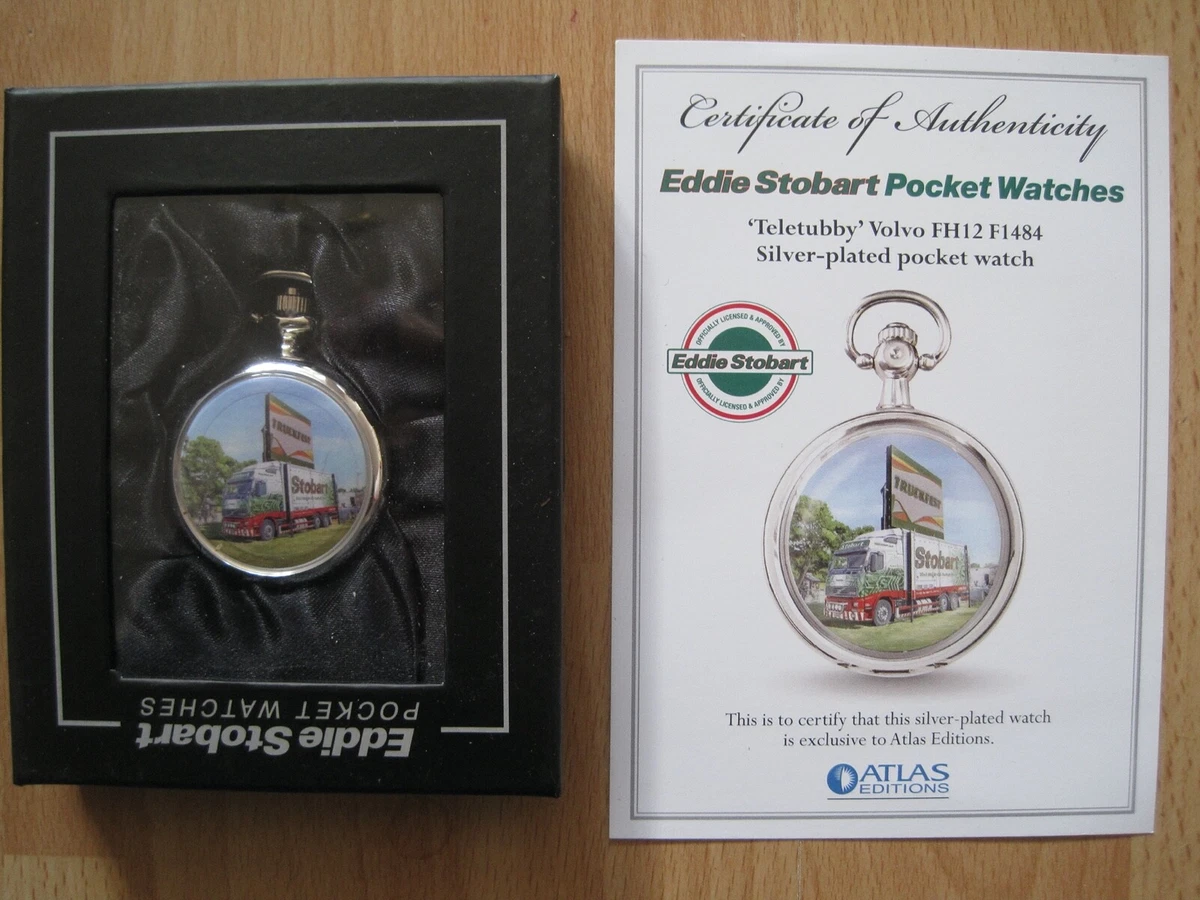 TRUCKFEST
Stobart
Eddie Stobart
POCKET WATCHES
Certificate of Authenticity
Eddie Stobart Pocket Watches
‘Teletubby’ Volvo FH12 F1484
Silver-plated pocket watch
OFFICIALLY LICENSED & APPROVED BY
Eddie Stobart
OFFICIALLY LICENSED & APPROVED BY
TRUCKFEST
Stobart
This is to certify that this silver-plated watch
is exclusive to Atlas Editions.
ATLAS
EDITIONS